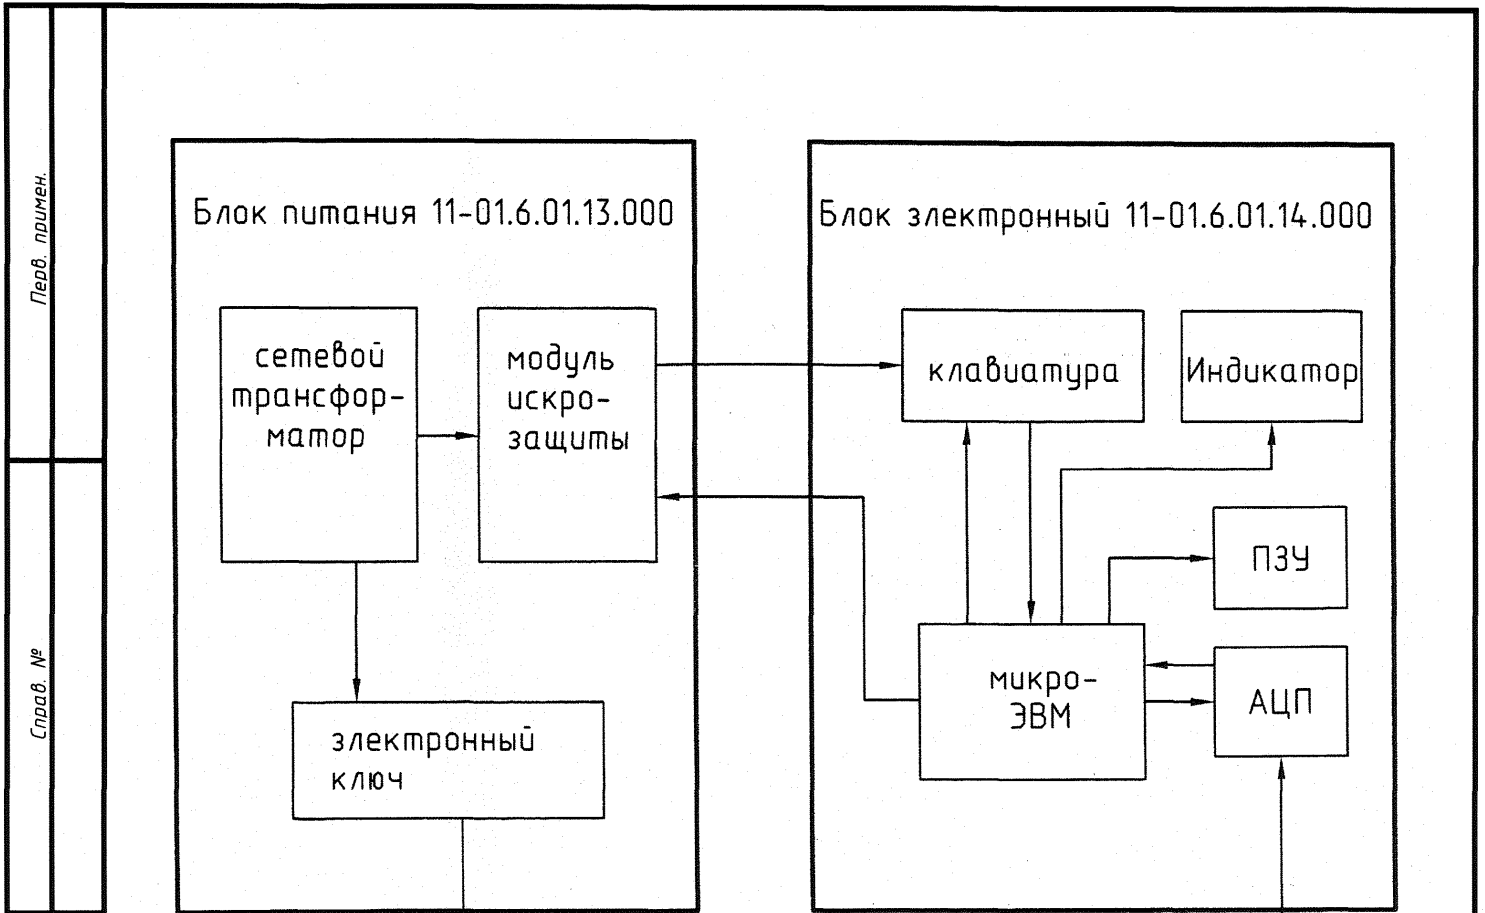 Перв. примен.
Справ. №
Блок питания 11-01.6.01.13.000
сетевой
трансфор-
матор
модуль
искро-
защиты
электронный
ключ
Блок электронный 11-01.6.01.14.000
клавиатура
Индикатор
ПЗУ
микро-
ЭВМ
АЦП